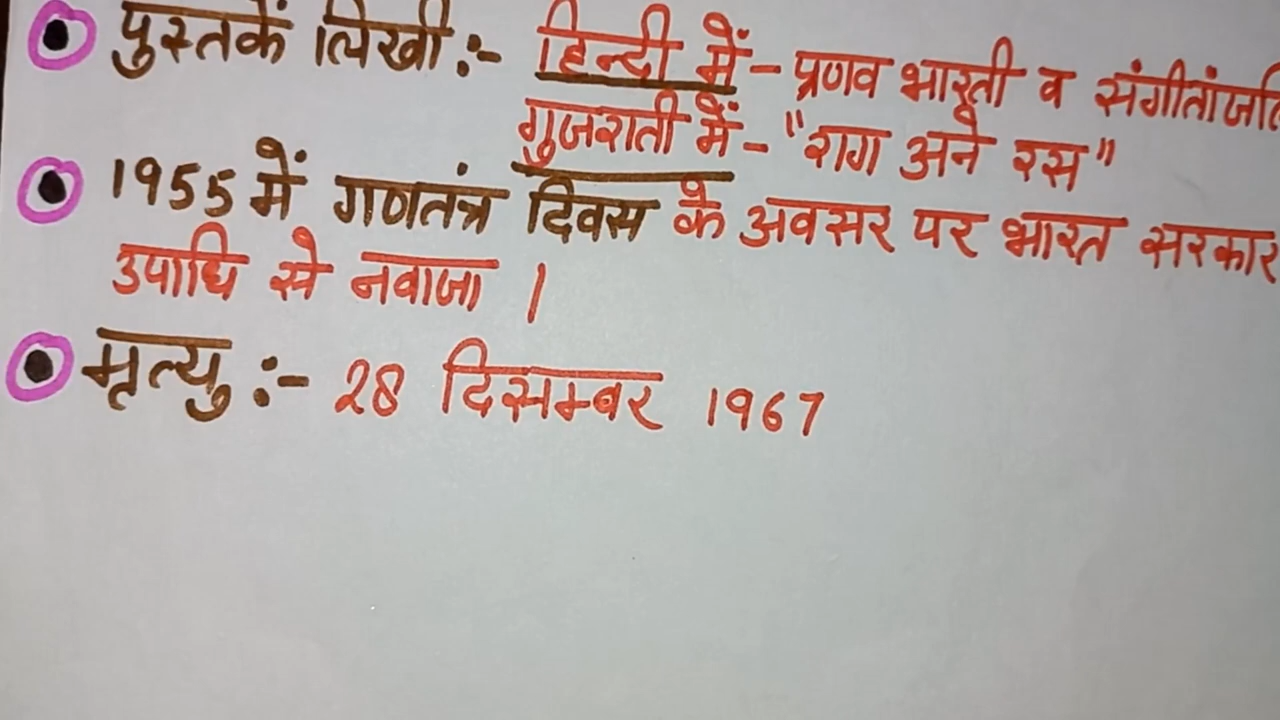 पुस्तकें लिखी :- हिन्दी में - प्रणव भारती व
गुजराती में - "राग अने रस"
1955 में गणतंत्र दिवस के अवसर पर भारत सरकार
उपाधि से नवाजा ।
मृत्यु :- 28 दिसम्बर 1967